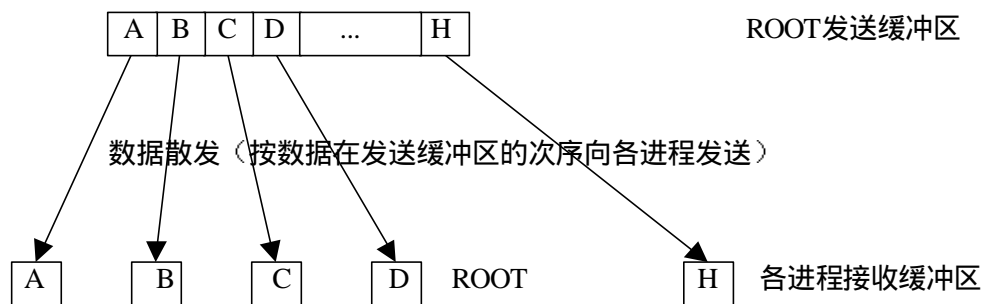 A B C D ... H ROOT发送缓冲区
数据散发（按数据在发送缓冲区的次序向各进程发送）
A B C D ROOT H 各进程接收缓冲区